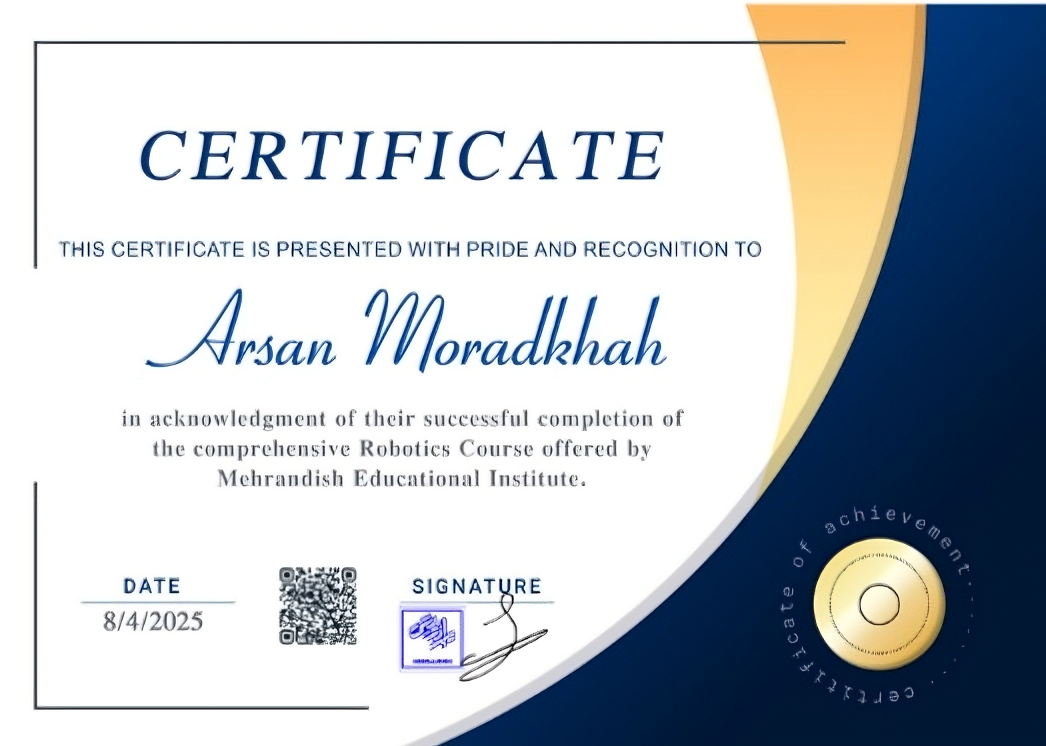 CERTIFICATE
THIS CERTIFICATE IS PRESENTED WITH PRIDE AND RECOGNITION TO
Arsan Moradkhah
in acknowledgment of their successful completion of
the comprehensive Robotics Course offered by
Mehrandish Educational Institute.
DATE
8/4/2025
SIGNATURE
certificate of achievement